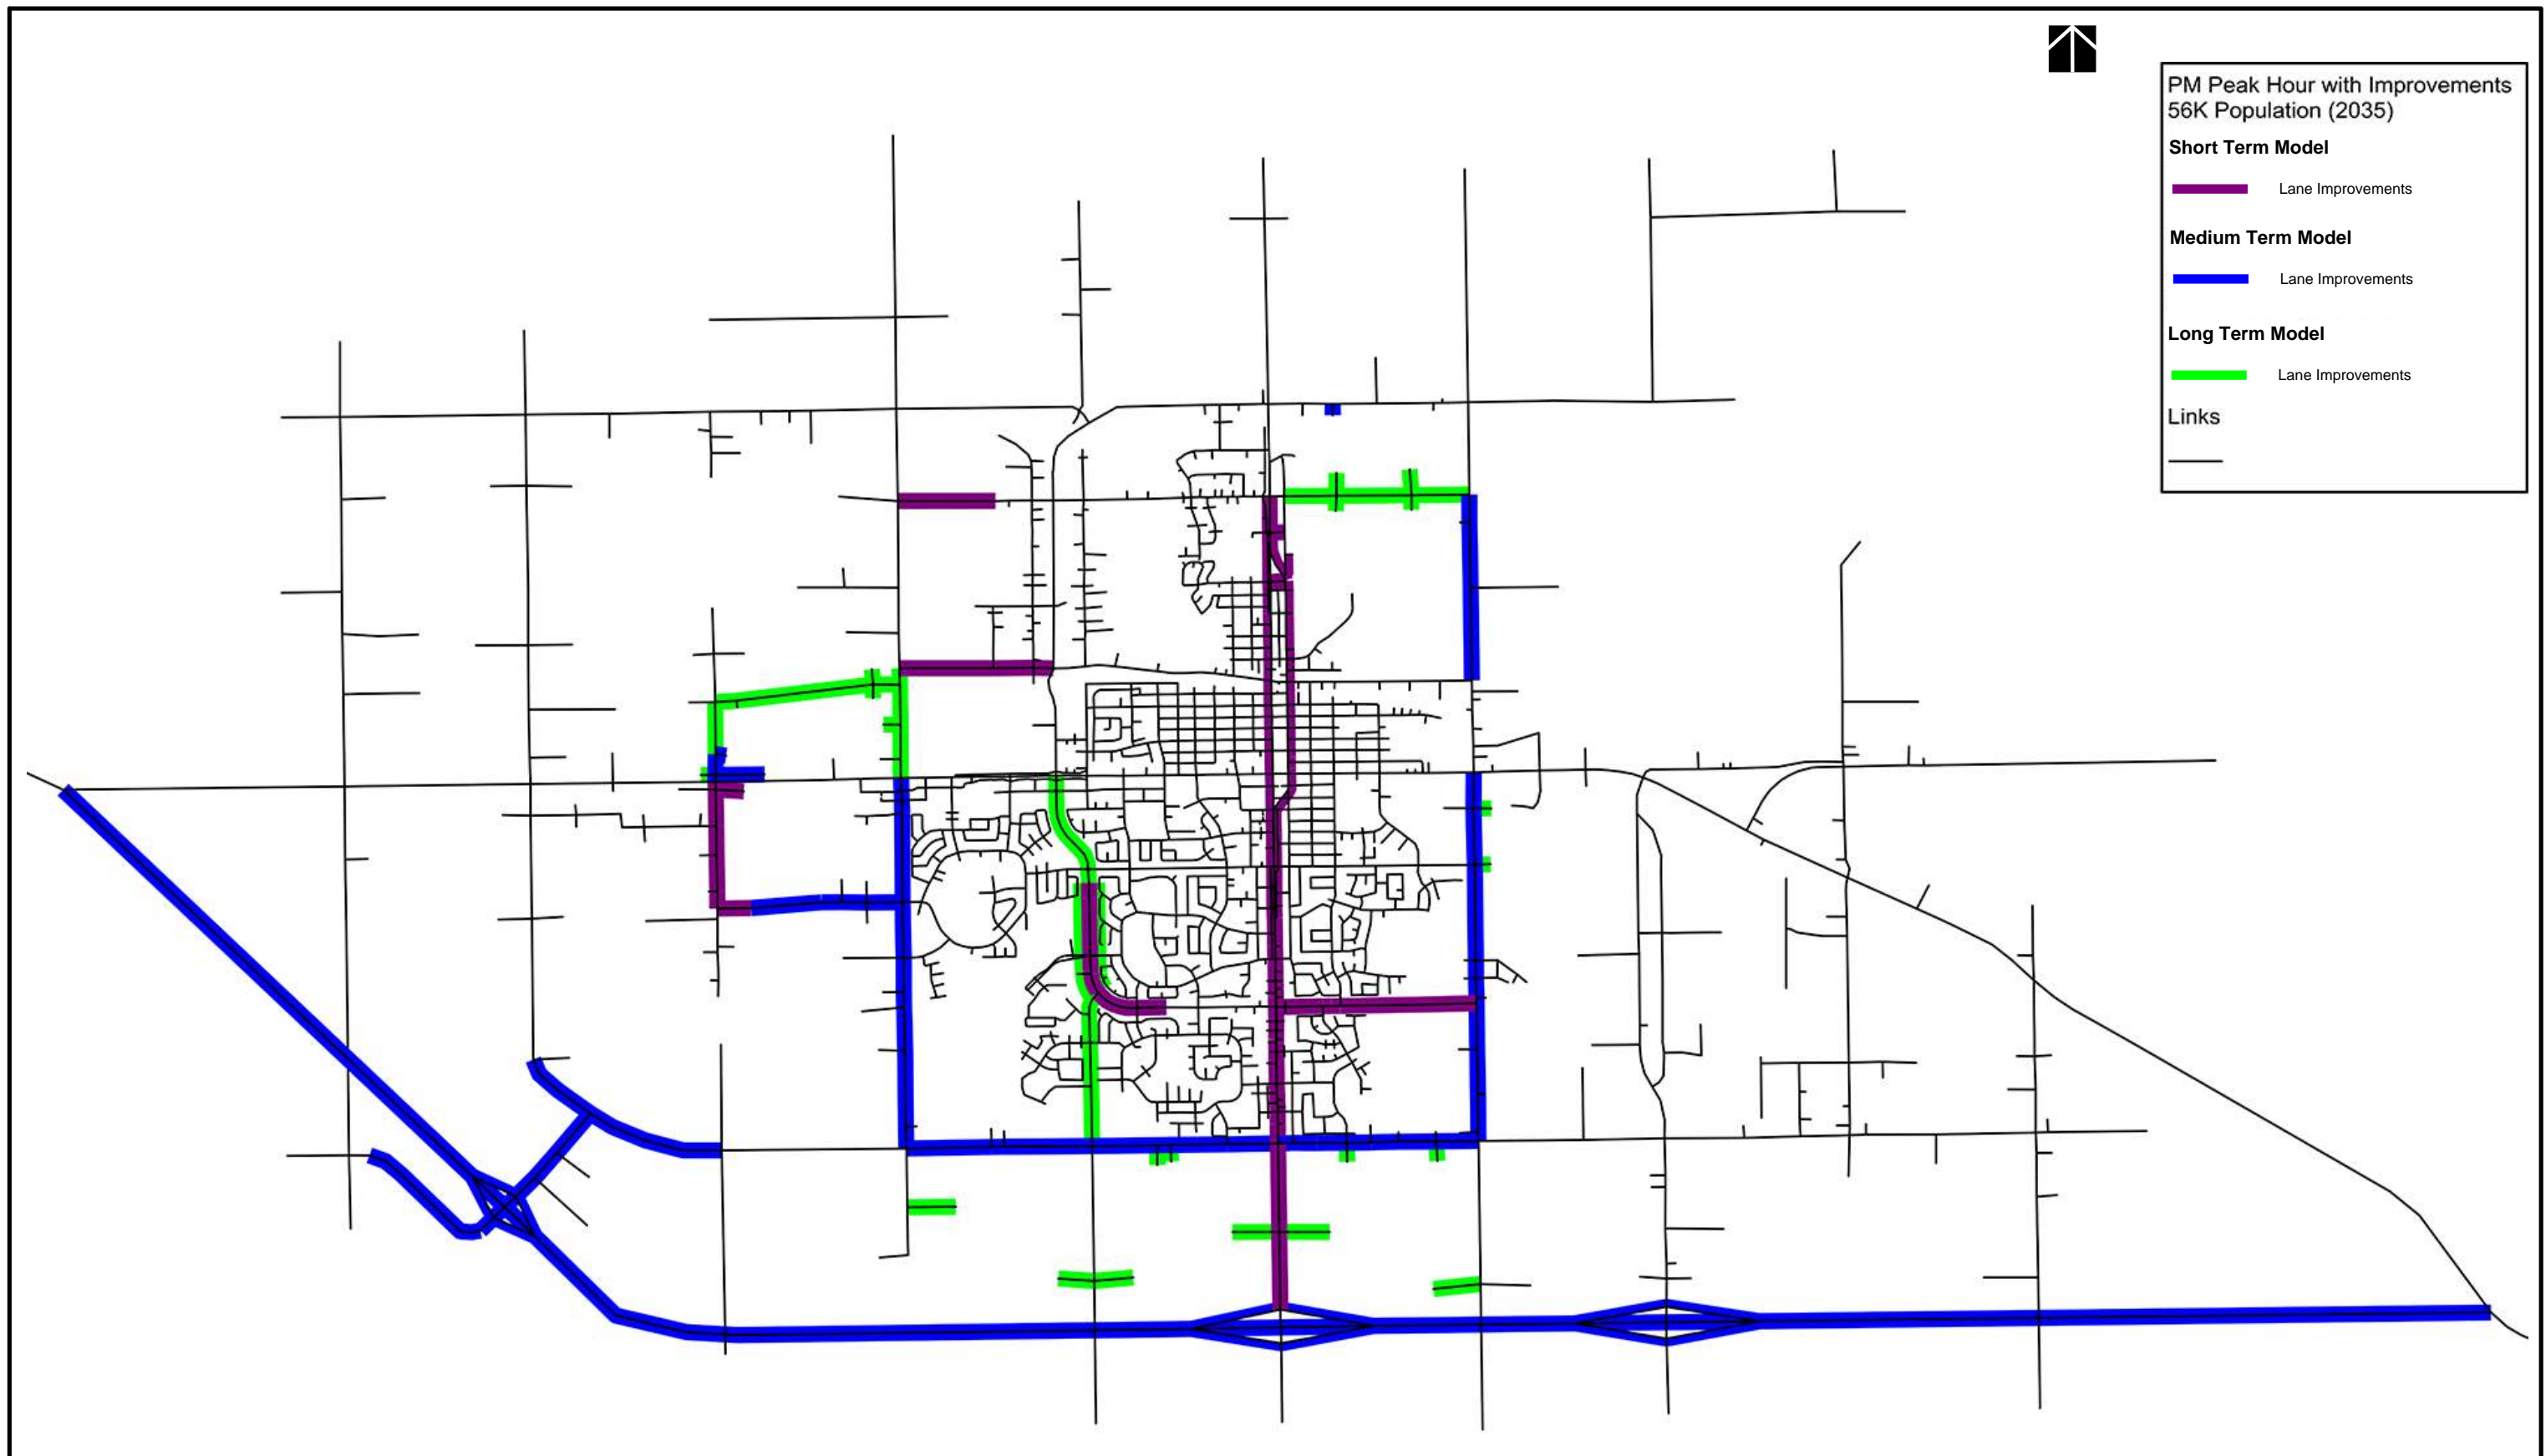 PM Peak Hour with Improvements
56K Population (2035)
Short Term Model
Lane Improvements
Medium Term Model
Lane Improvements
Long Term Model
Lane Improvements
Links